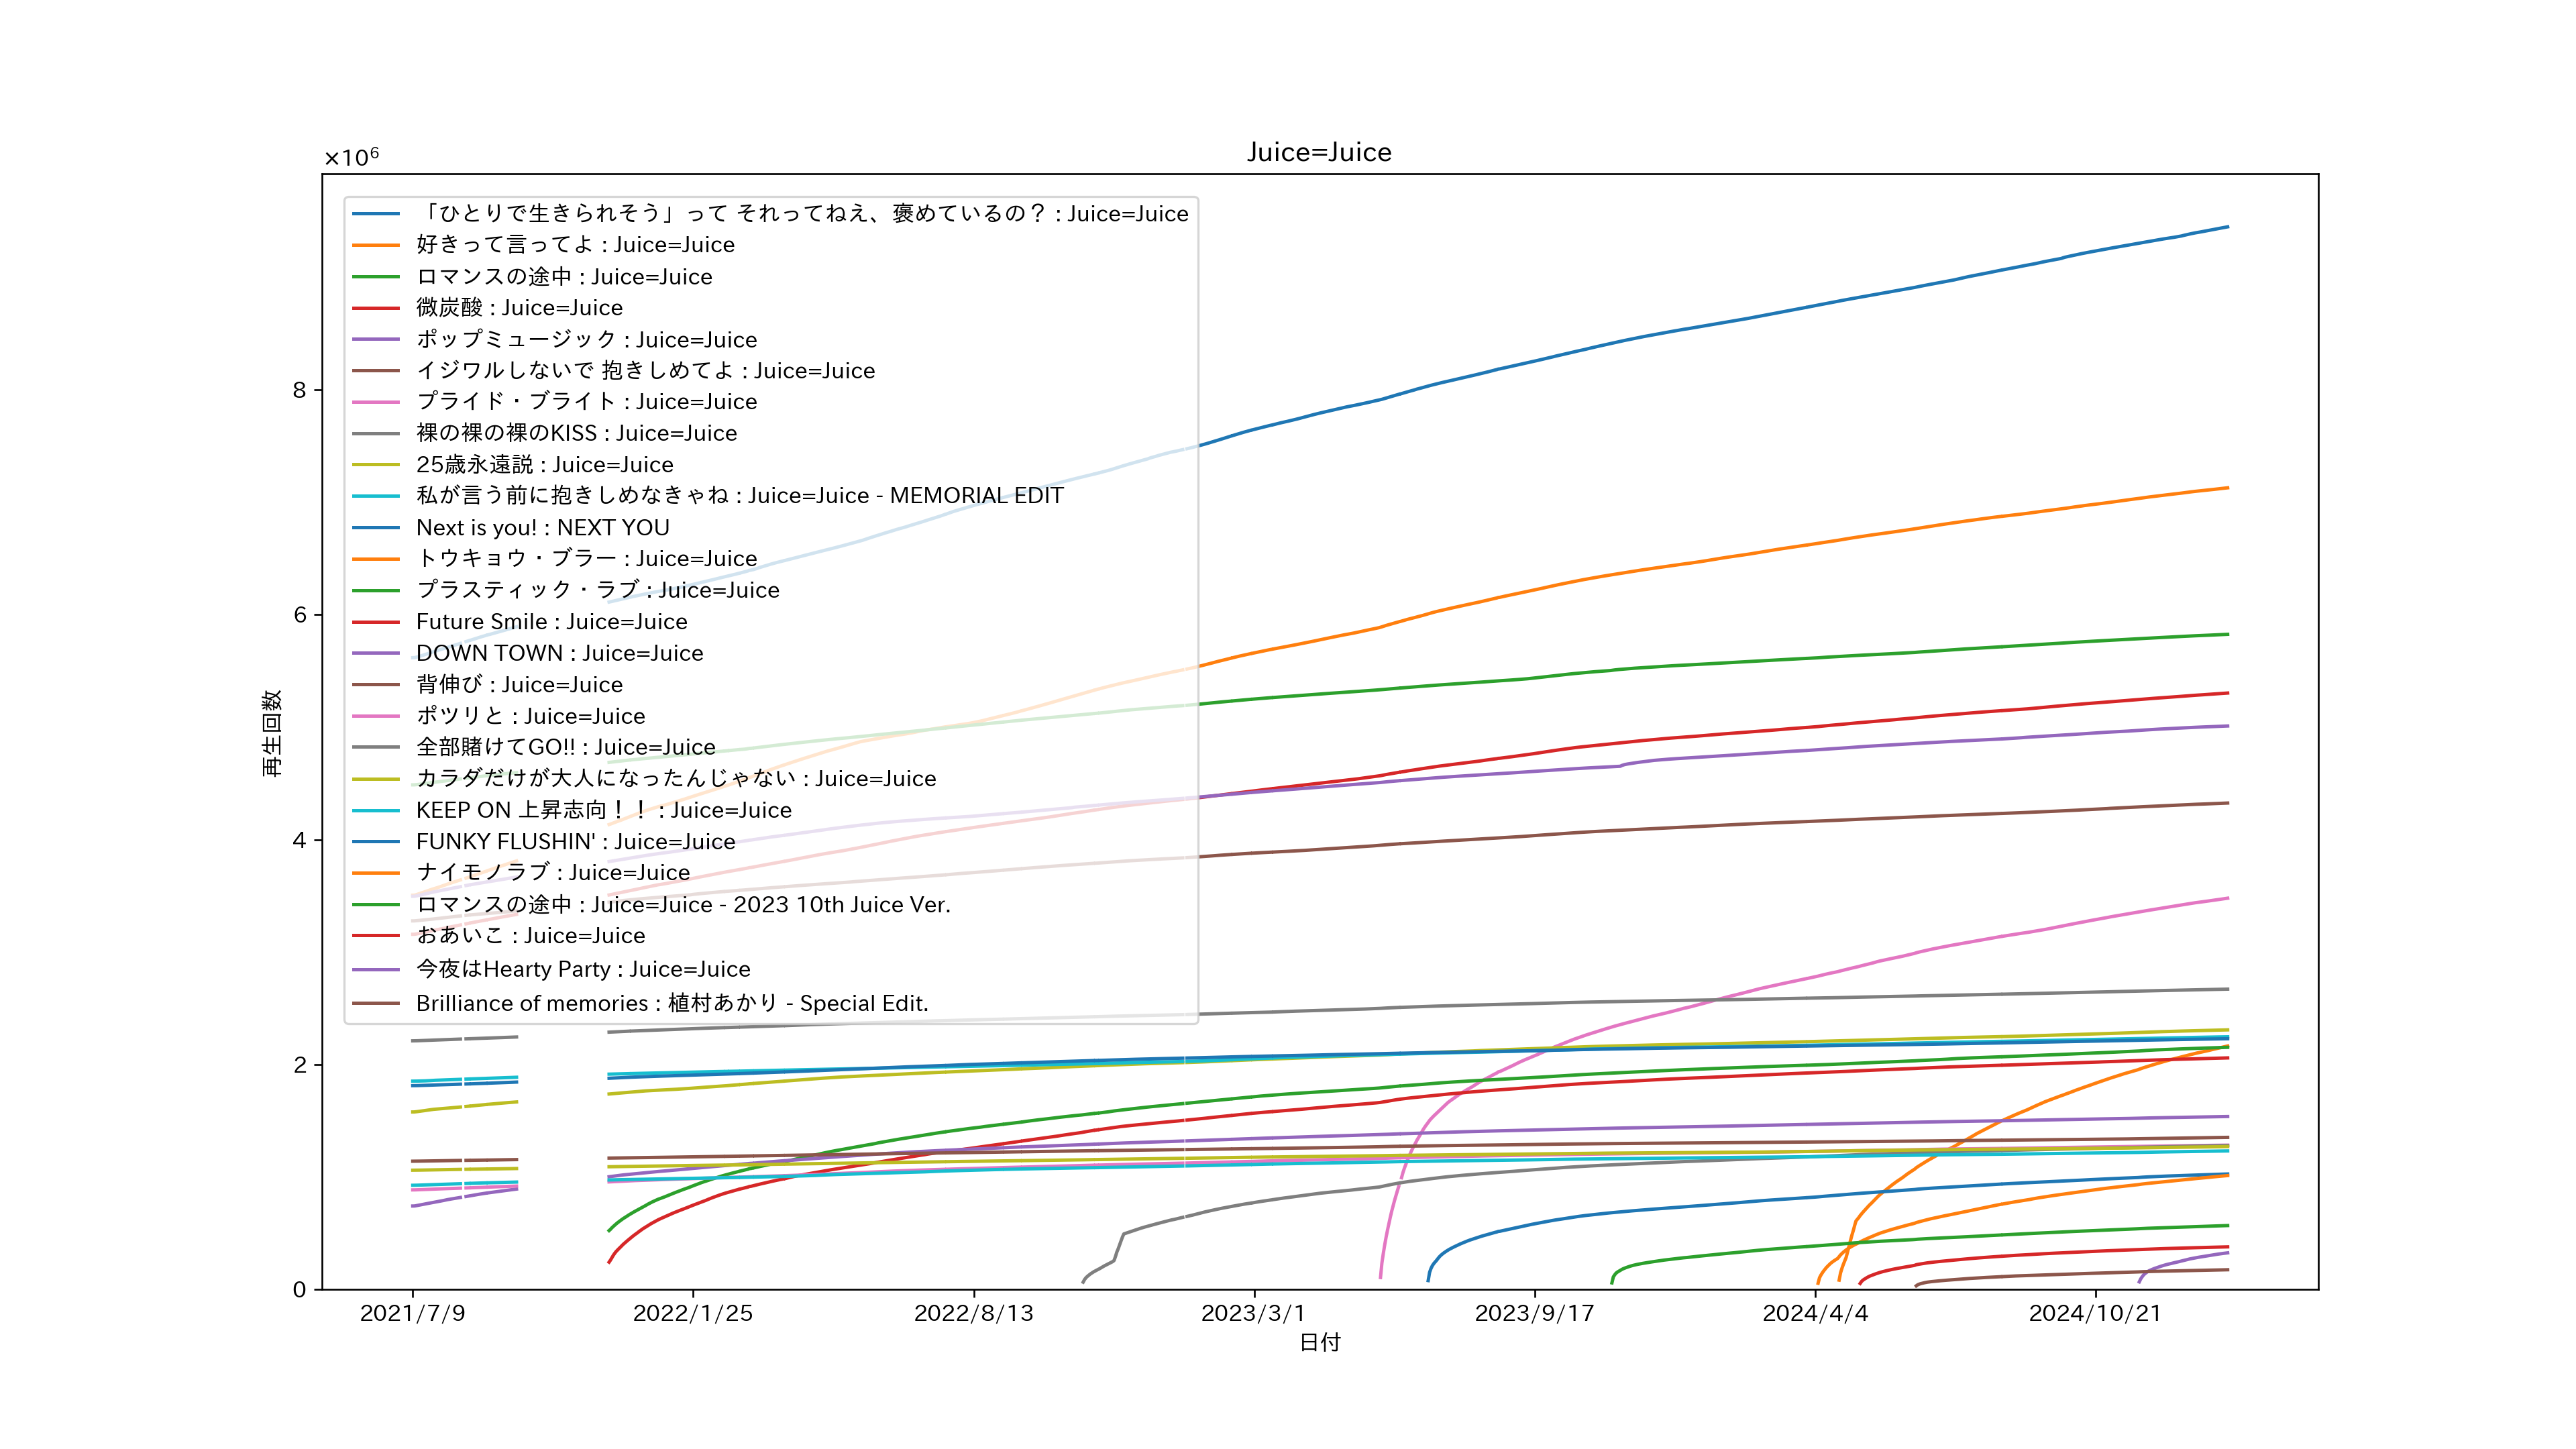 Juice=Juice
×10⁶
「ひとりで生きられそう」って それってねえ、褒めているの？ : Juice=Juice
好きって言ってよ : Juice=Juice
ロマンスの途中 : Juice=Juice
微炭酸 : Juice=Juice
ポップミュージック : Juice=Juice
イジワルしないで 抱きしめてよ : Juice=Juice
プライド・ブライト : Juice=Juice
裸の裸の裸のKISS : Juice=Juice
25歳永遠説 : Juice=Juice
私が言う前に抱きしめなきゃね : Juice=Juice - MEMORIAL EDIT
Next is you! : NEXT YOU
トウキョウ・ブラー : Juice=Juice
プラスティック・ラブ : Juice=Juice
Future Smile : Juice=Juice
DOWN TOWN : Juice=Juice
背伸び : Juice=Juice
ポツリと : Juice=Juice
全部賭けてGO!! : Juice=Juice
カラダだけが大人になったんじゃない : Juice=Juice
KEEP ON 上昇志向！！ : Juice=Juice
FUNKY FLUSHIN' : Juice=Juice
ナイモノラブ : Juice=Juice
ロマンスの途中 : Juice=Juice - 2023 10th Juice Ver.
おあいこ : Juice=Juice
今夜はHearty Party : Juice=Juice
Brilliance of memories : 植村あかり - Special Edit.
8
6
4
2
0
再生回数
2021/7/9
2022/1/25
2022/8/13
2023/3/1
2023/9/17
2024/4/4
2024/10/21
日付